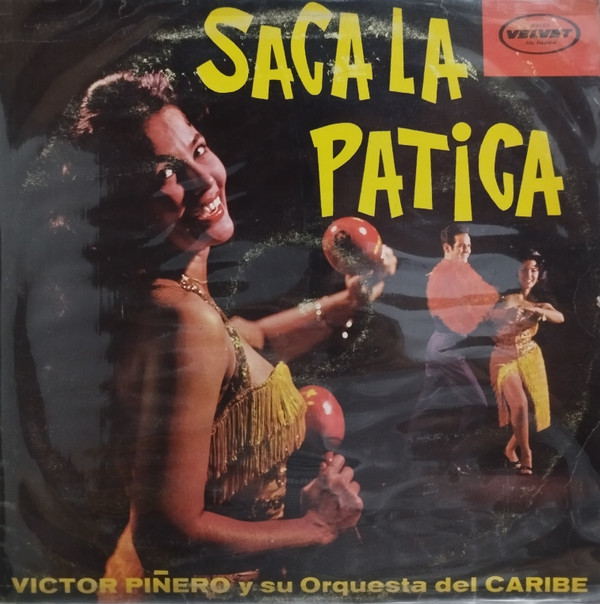 SACA LA
VELVET
PATICA
VICTOR PIÑERO y su Orquesta del CARIBE